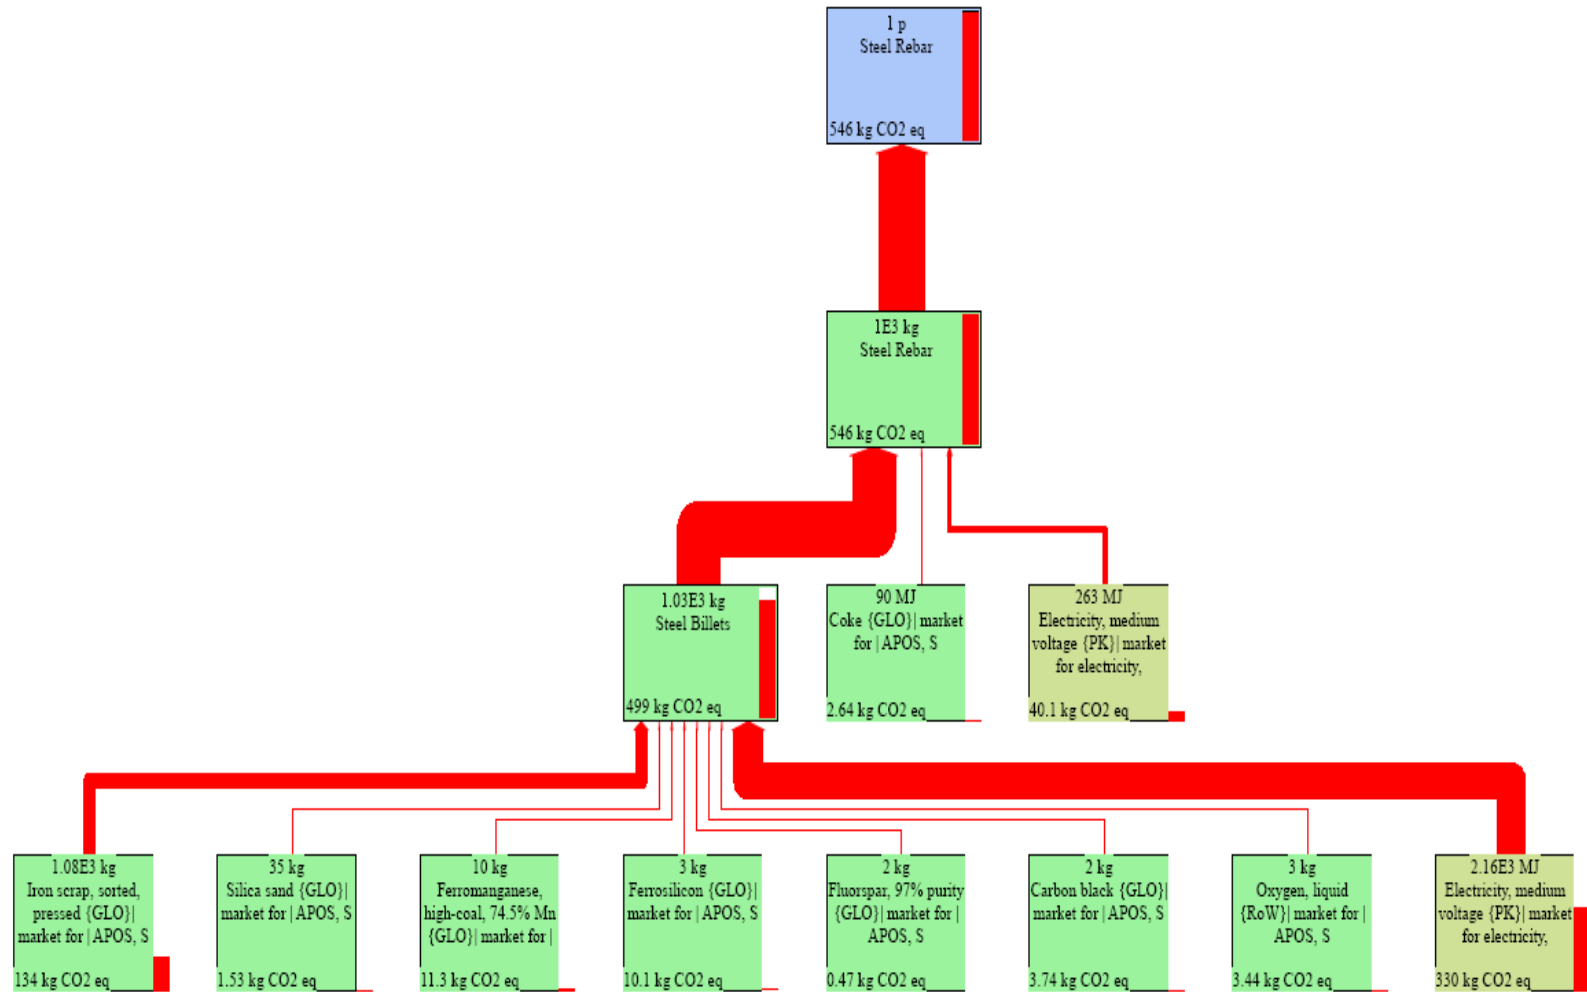 1 p
Steel Rebar
546 kg CO2 eq
1E3 kg
Steel Rebar
546 kg CO2 eq
1.03E3 kg
Steel Billets
499 kg CO2 eq
90 MJ
Coke {GLO}| market
for | APOS, S
2.64 kg CO2 eq
263 MJ
Electricity, medium
voltage {PK}| market
for electricity,
40.1 kg CO2 eq
1.08E3 kg
Iron scrap, sorted,
pressed {GLO}|
market for | APOS, S
134 kg CO2 eq
35 kg
Silica sand {GLO}|
market for | APOS, S
1.53 kg CO2 eq
10 kg
Ferromanganese,
high-coal, 74.5% Mn
{GLO}| market for |
11.3 kg CO2 eq
3 kg
Ferrosilicon {GLO}|
market for | APOS, S
10.1 kg CO2 eq
2 kg
Fluorspar, 97% purity
{GLO}| market for |
APOS, S
0.47 kg CO2 eq
2 kg
Carbon black {GLO}|
market for | APOS, S
3.74 kg CO2 eq
3 kg
Oxygen, liquid
{RoW}| market for |
APOS, S
3.44 kg CO2 eq
2.16E3 MJ
Electricity, medium
voltage {PK}| market
for electricity,
330 kg CO2 eq